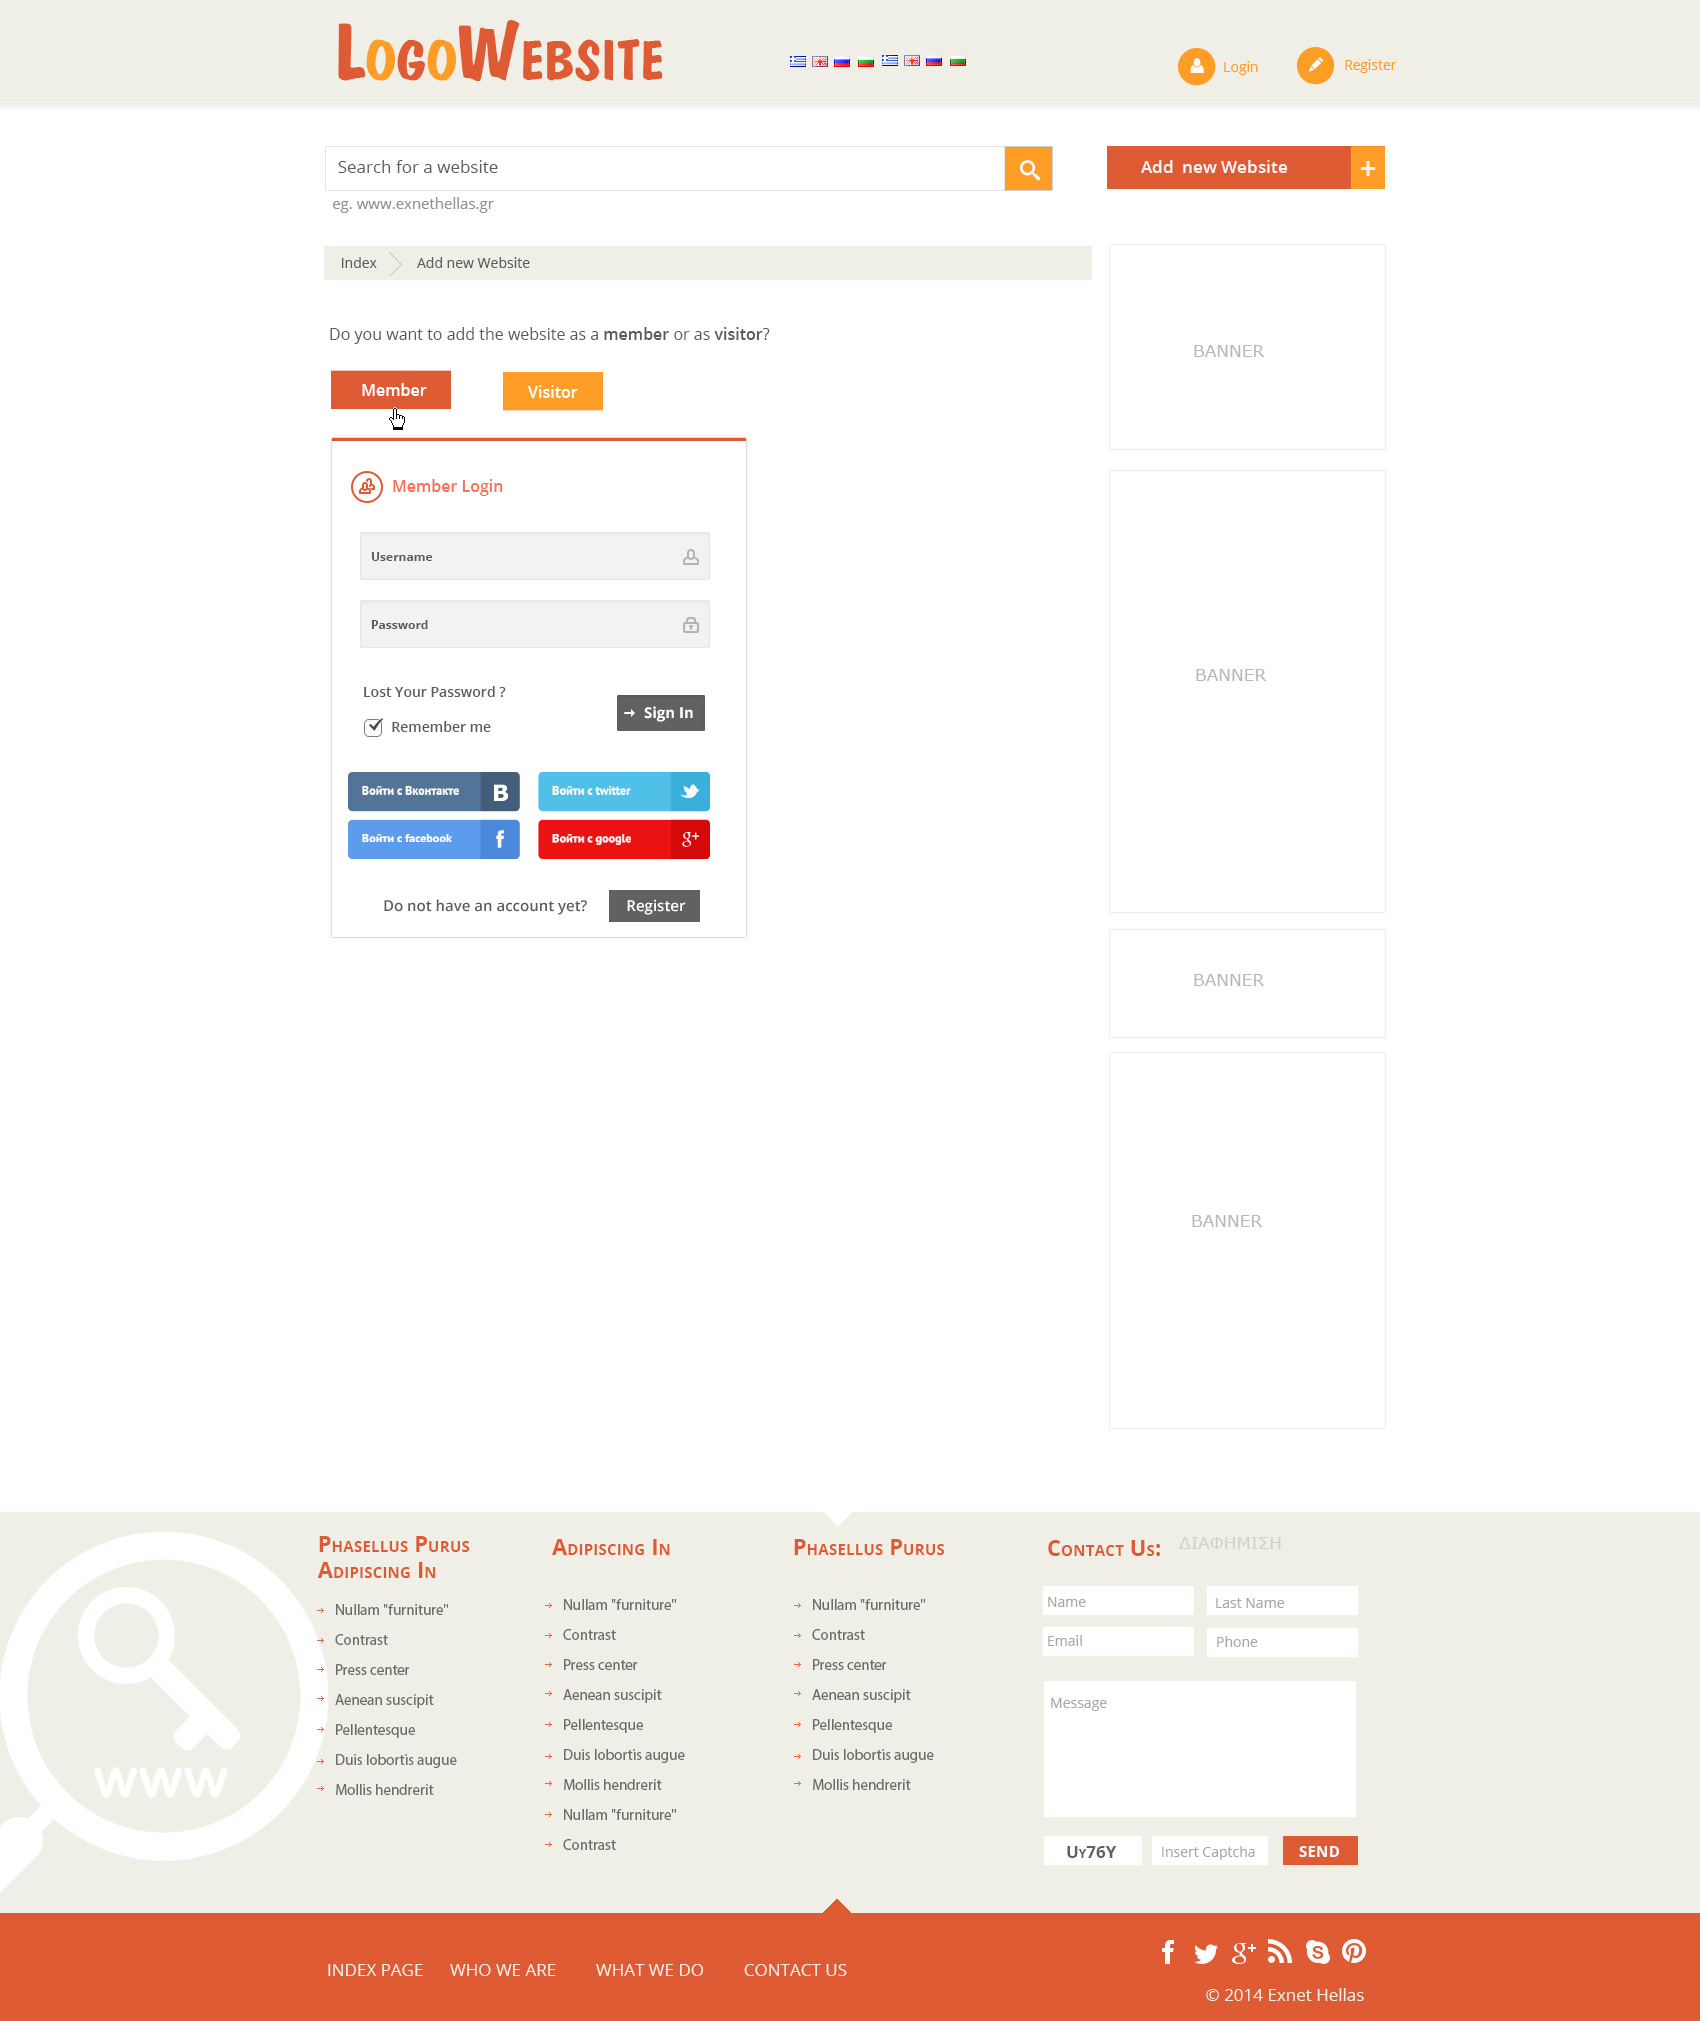 LogoWebsite
Login
Register
Search for a website
Add new Website +
eg. www.exnethellas.gr
Index
Add new Website
BANNER
Do you want to add the website as a member or as visitor?
Member
Visitor
Member Login
Username
Password
Lost Your Password ?
Remember me
Sign In
BANNER
Войти с Вконтакте B
Войти с twitter
Войти с facebook f
Войти с google g+
Do not have an account yet?
Register
BANNER
BANNER
Phasellus Purus
Adipiscing In
Nullam "furniture"
Contrast
Press center
Aenean suscipit
Pellentesque
Duis lobortis augue
Mollis hendrerit
www
Adipiscing In
Nullam "furniture"
Contrast
Press center
Aenean suscipit
Pellentesque
Duis lobortis augue
Mollis hendrerit
Nullam "furniture"
Contrast
Phasellus Purus
Nullam "furniture"
Contrast
Press center
Aenean suscipit
Pellentesque
Duis lobortis augue
Mollis hendrerit
Contact Us:
ΔΙΑΦΗΜΙΣΗ
Name
Last Name
Email
Phone
Message
Uy76Y
Insert Captcha
SEND
INDEX PAGE
WHO WE ARE
WHAT WE DO
CONTACT US
© 2014 Exnet Hellas